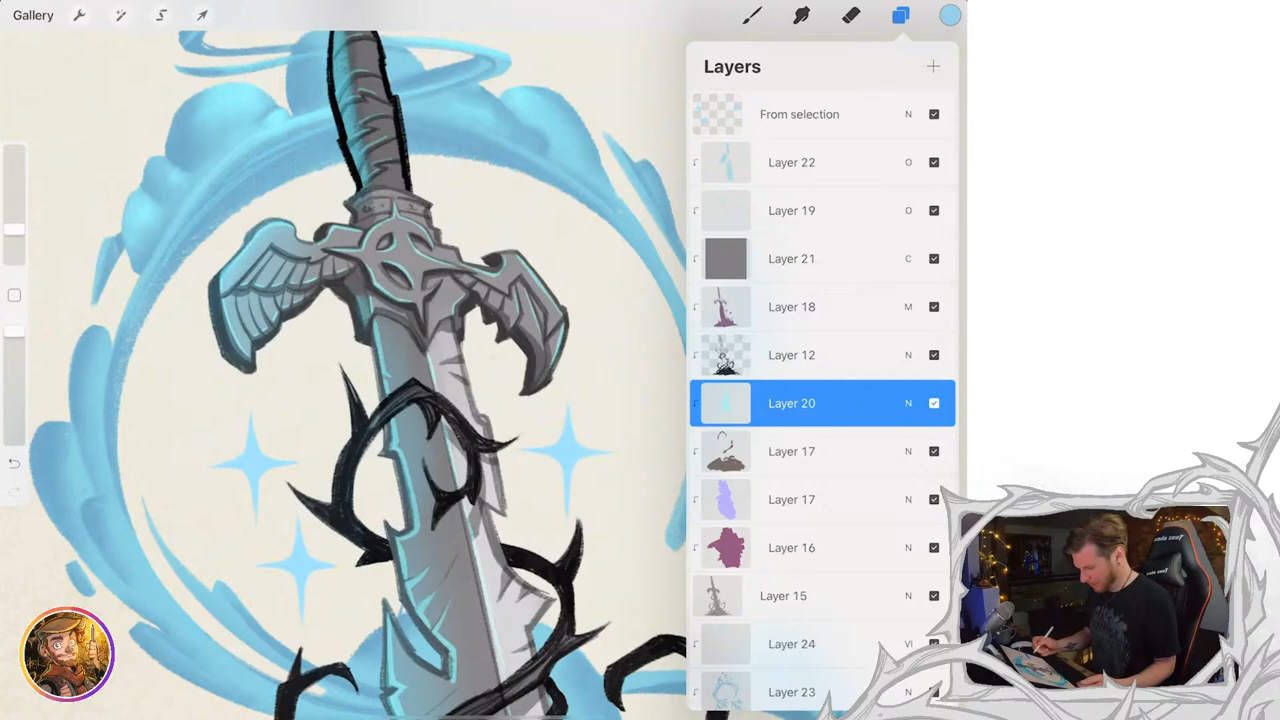 Gallery
Layers
From selection N
Layer 22 O
Layer 19 O
Layer 21 C
Layer 18 M
Layer 12 N
Layer 20 N
Layer 17 N
Layer 17 N
Layer 16 N
Layer 15 N
Layer 24 VI
Layer 23 N